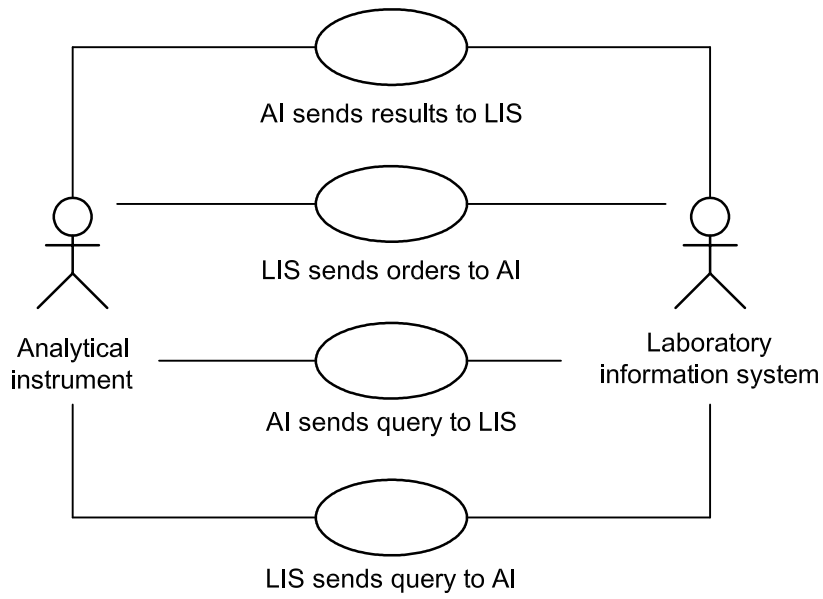 AI sends results to LIS
LIS sends orders to AI
Analytical
instrument
Laboratory
information system
AI sends query to LIS
LIS sends query to AI